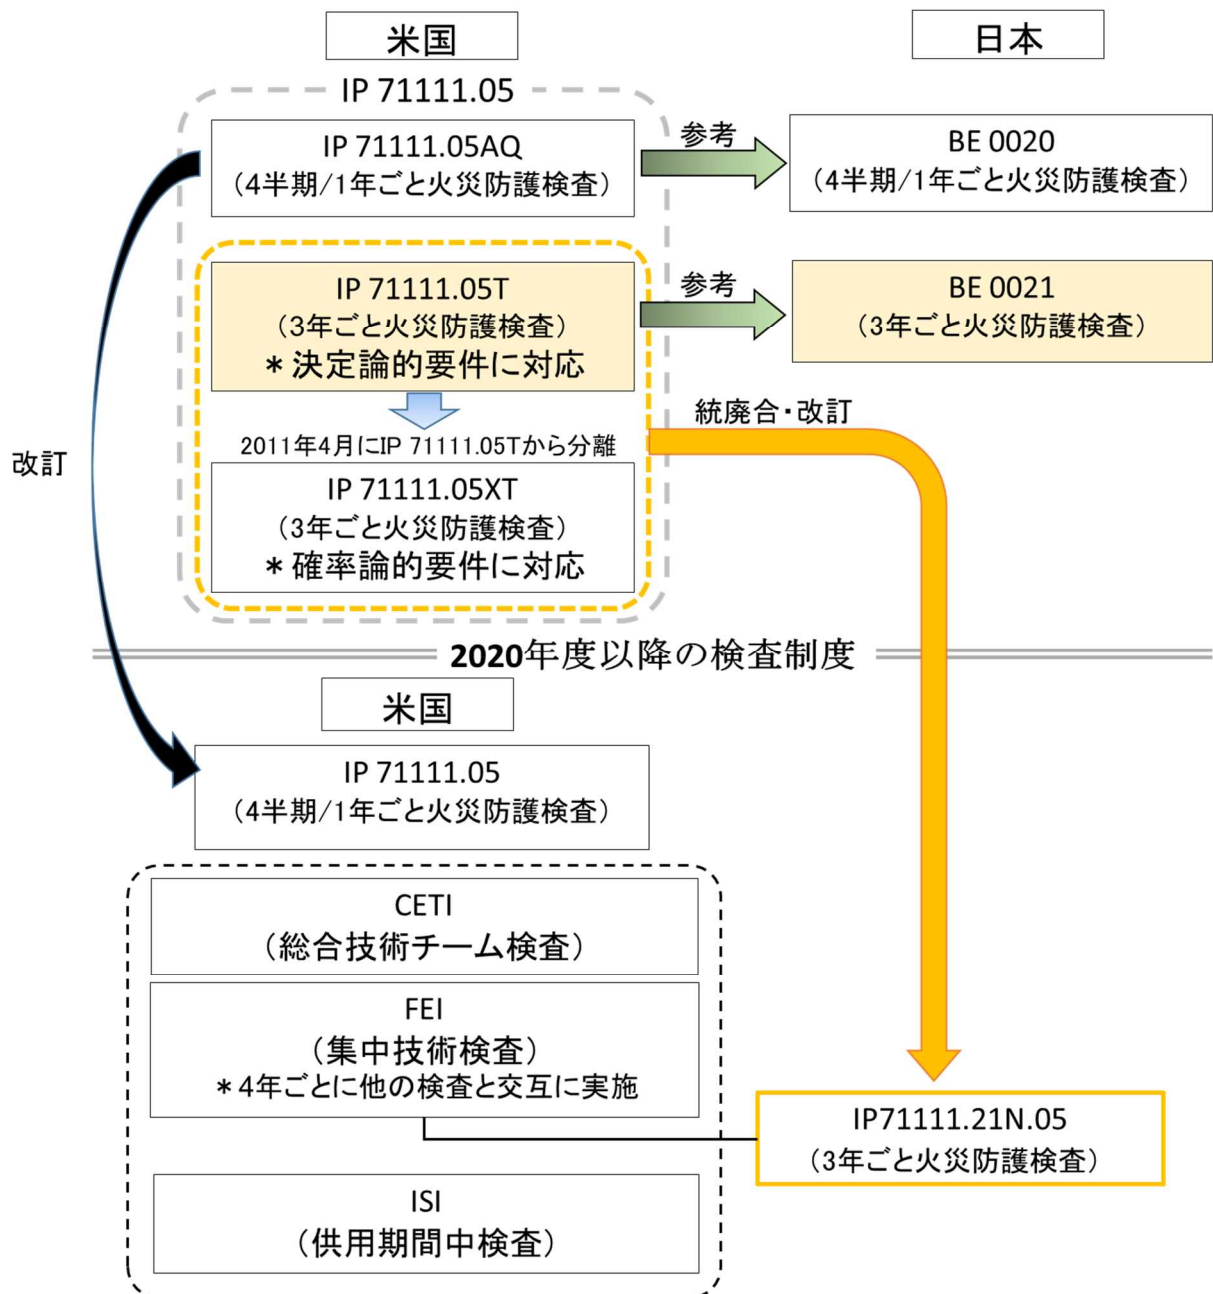 米国
日本
IP 71111.05
IP 71111.05AQ
（4半期/1年ごと火災防護検査）
参考
BE 0020
（4半期/1年ごと火災防護検査）
IP 71111.05T
（3年ごと火災防護検査）
＊決定論的要件に対応
参考
BE 0021
（3年ごと火災防護検査）
統廃合・改訂
2011年4月にIP 71111.05Tから分離
改訂
IP 71111.05XT
（3年ごと火災防護検査）
＊確率論的要件に対応
2020年度以降の検査制度
米国
IP 71111.05
（4半期/1年ごと火災防護検査）
CETI
（総合技術チーム検査）
FEI
（集中技術検査）
＊4年ごとに他の検査と交互に実施
IP71111.21N.05
（3年ごと火災防護検査）
ISI
（供用期間中検査）